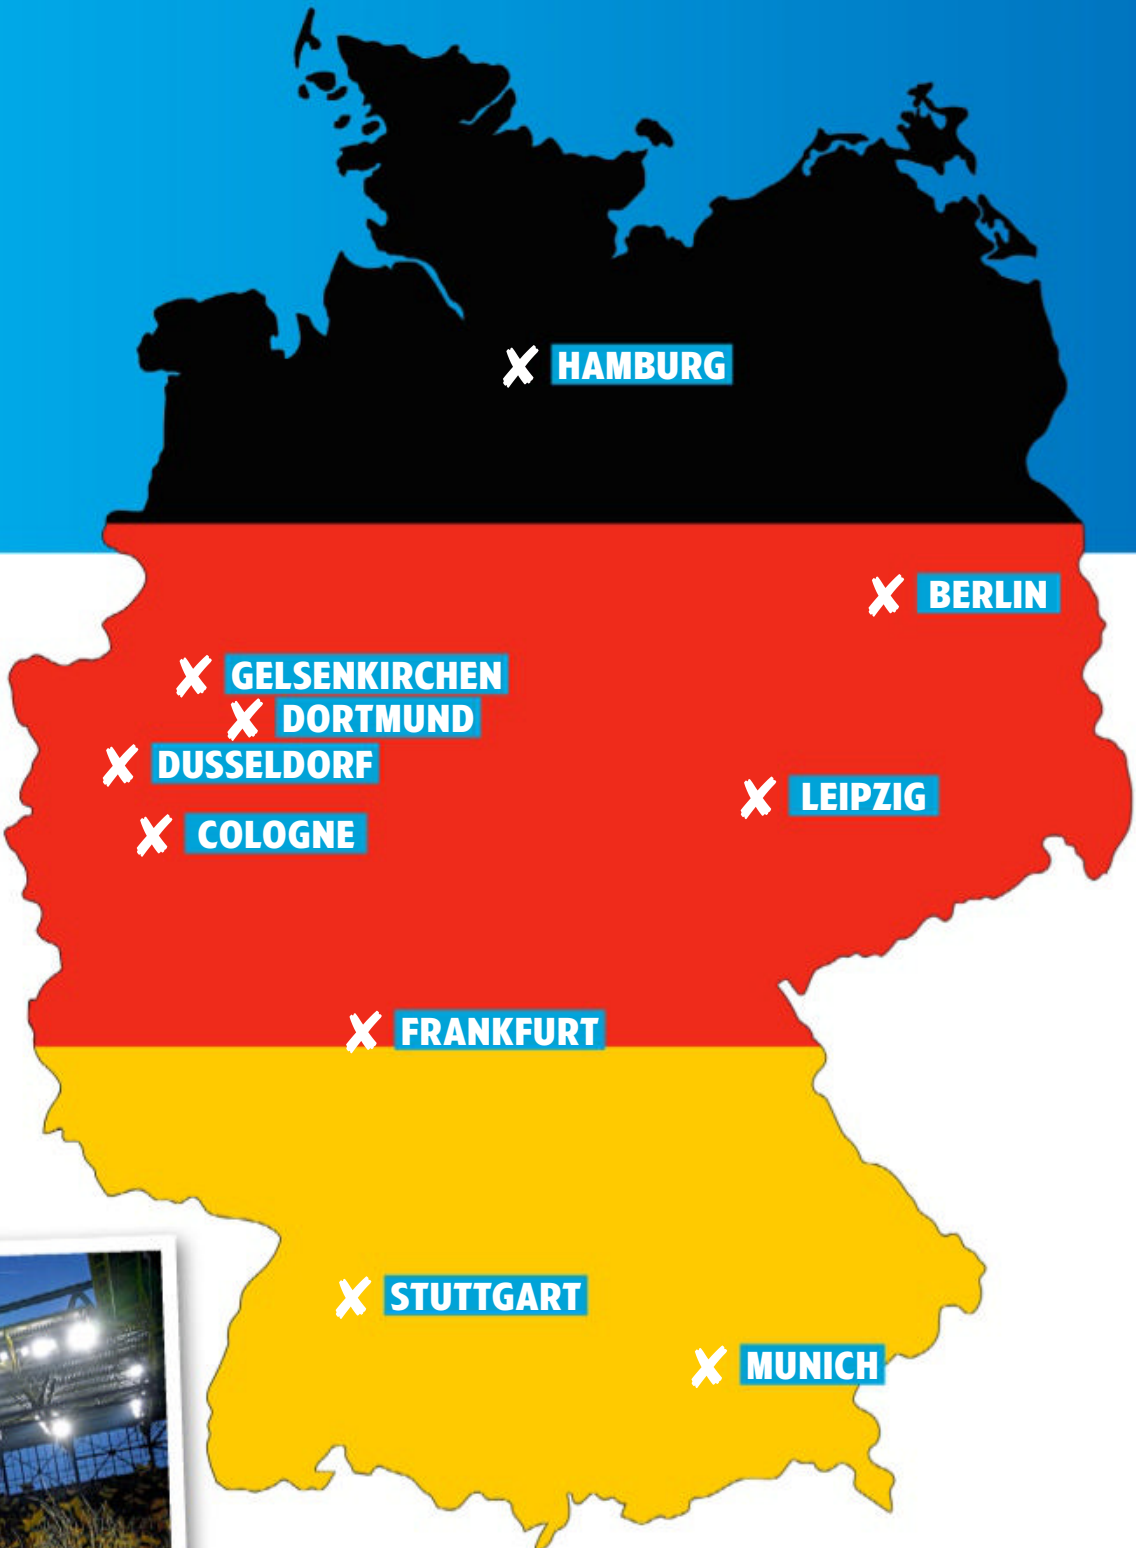 HAMBURG
BERLIN
GELSENKIRCHEN
DORTMUND
DUSSELDORF
LEIPZIG
COLOGNE
FRANKFURT
STUTTGART
MUNICH